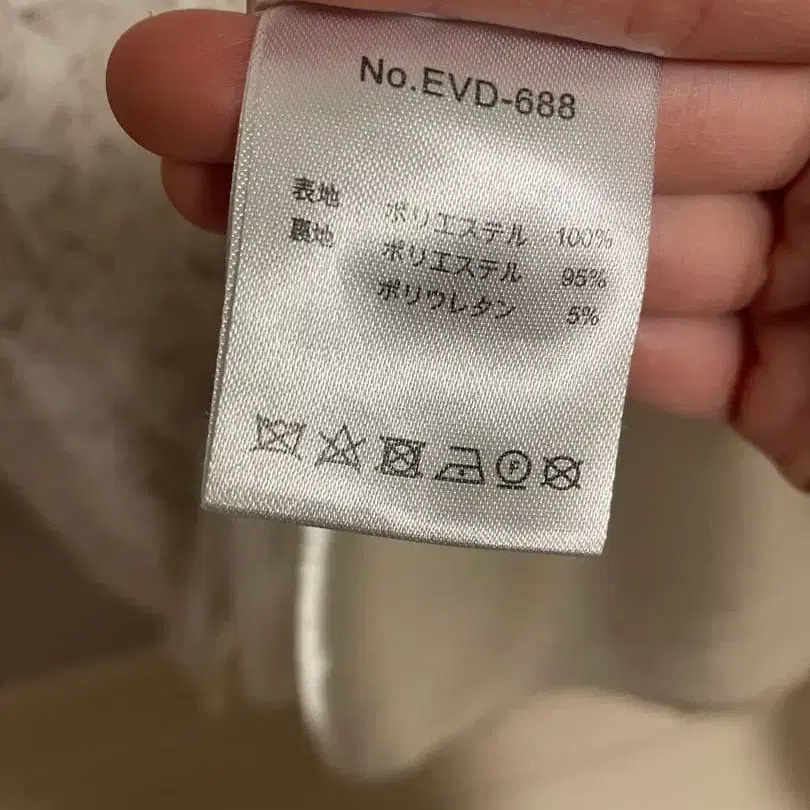 No.EVD-688
表地 ポリエステル 100%
裏地 ポリエステル 95%
ポリウレタン 5%
P